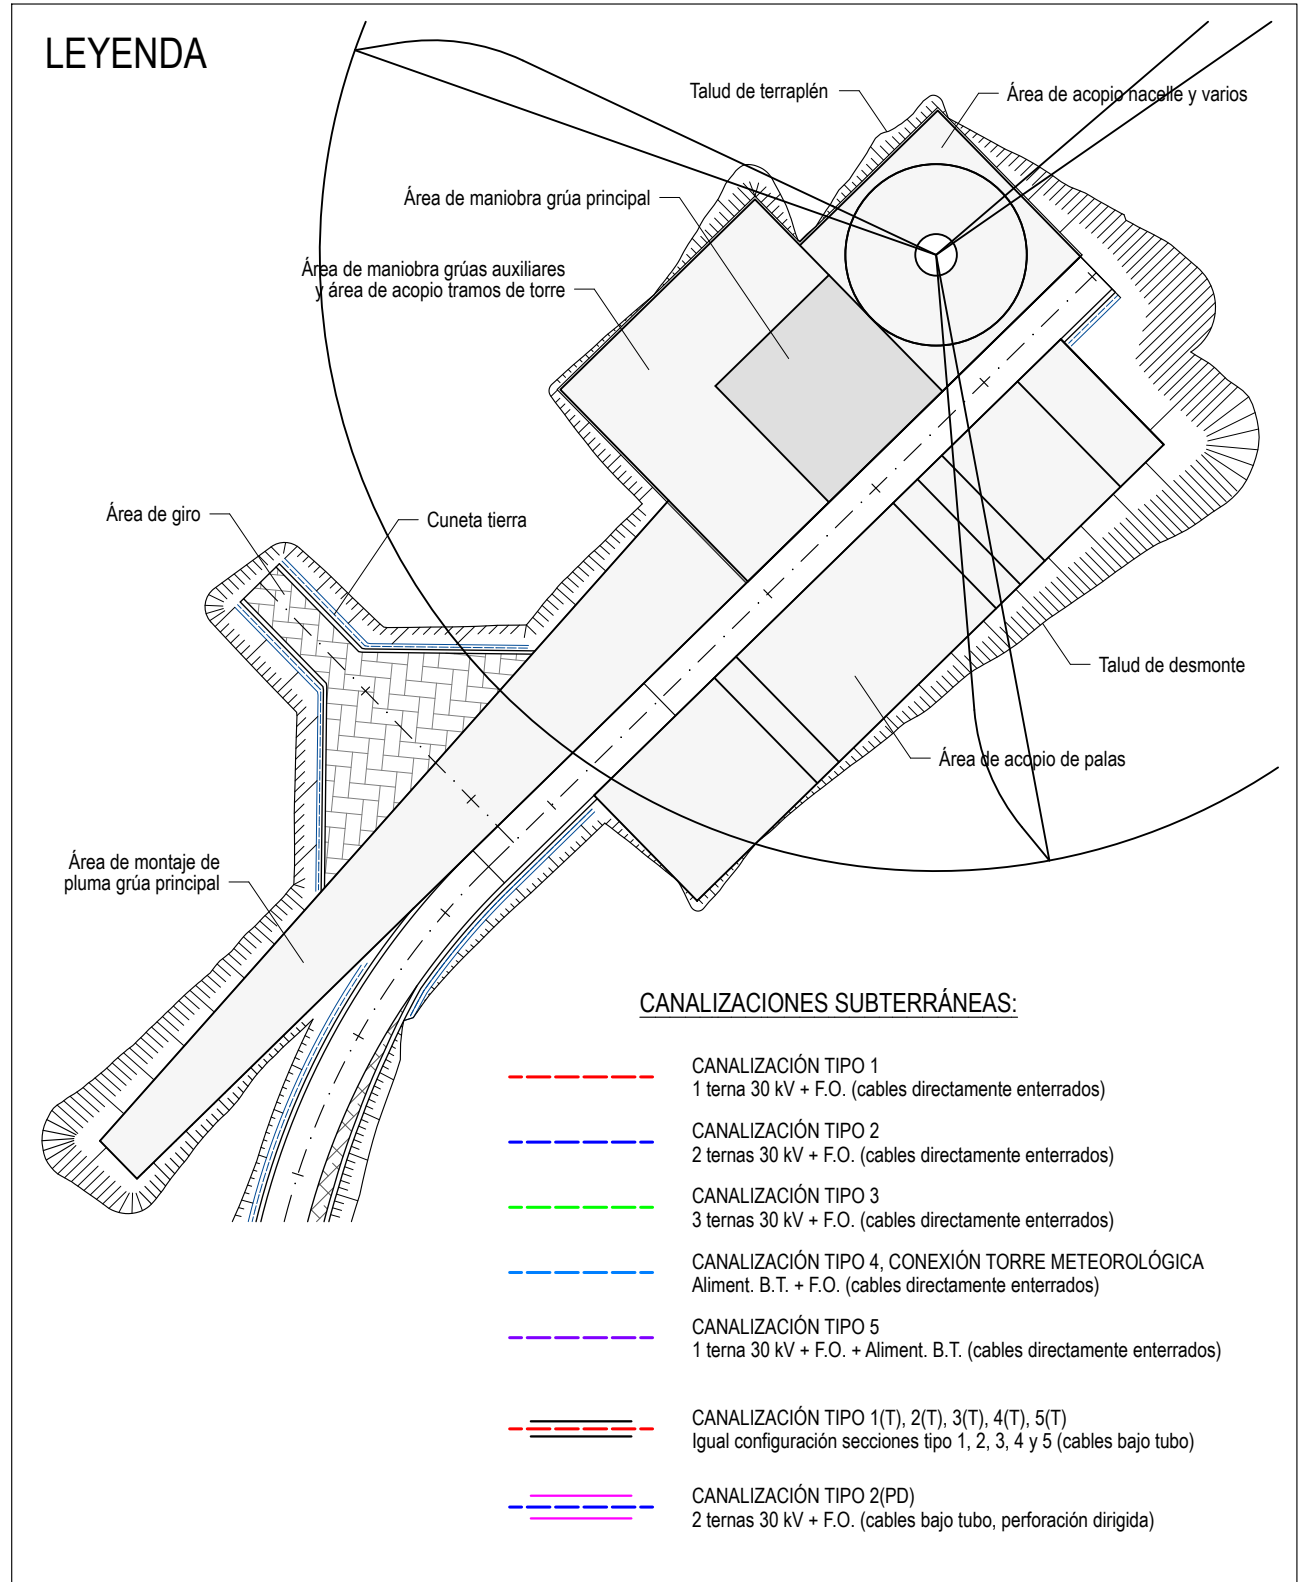 LEYENDA
Talud de terraplén
Área de acopio nacelle y varios
Área de maniobra grúa principal
Área de maniobra grúas auxiliares
y área de acopio tramos de torre
Área de giro
Cuneta tierra
Talud de desmonte
Área de acopio de palas
Área de montaje de
pluma grúa principal
CANALIZACIONES SUBTERRÁNEAS:
CANALIZACIÓN TIPO 1
1 terna 30 kV + F.O. (cables directamente enterrados)
CANALIZACIÓN TIPO 2
2 ternas 30 kV + F.O. (cables directamente enterrados)
CANALIZACIÓN TIPO 3
3 ternas 30 kV + F.O. (cables directamente enterrados)
CANALIZACIÓN TIPO 4, CONEXIÓN TORRE METEOROLÓGICA
Aliment. B.T. + F.O. (cables directamente enterrados)
CANALIZACIÓN TIPO 5
1 terna 30 kV + F.O. + Aliment. B.T. (cables directamente enterrados)
CANALIZACIÓN TIPO 1(T), 2(T), 3(T), 4(T), 5(T)
Igual configuración secciones tipo 1, 2, 3, 4 y 5 (cables bajo tubo)
CANALIZACIÓN TIPO 2(PD)
2 ternas 30 kV + F.O. (cables bajo tubo, perforación dirigida)